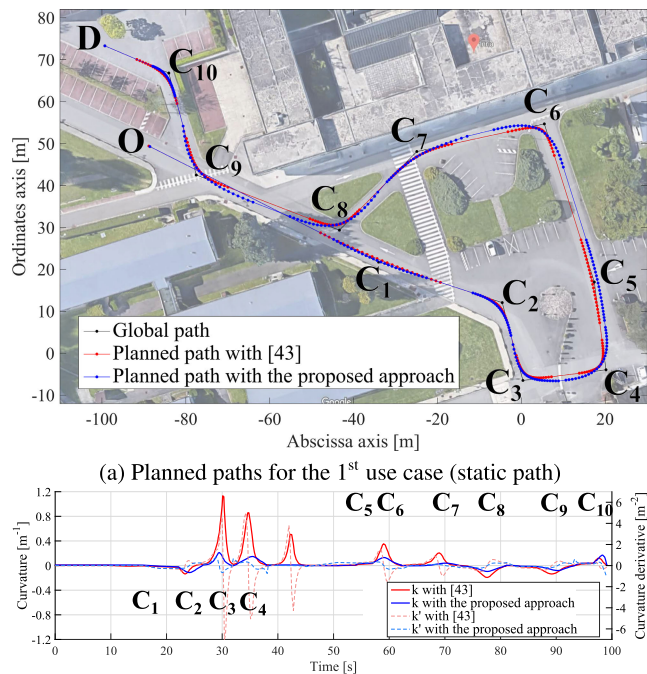 80
70
60
50
40
30
20
10
0
-10
Ordinates axis [m]
D
C10
O
C9
C8
C7
C6
C1
C2
C5
C3
C4
Global path
Planned path with [43]
Planned path with the proposed approach
Google
-100 -80 -60 -40 -20 0 20 40
Abscissa axis [m]
(a) Planned paths for the 1st use case (static path)
1.2
0.8
0.4
0
-0.4
-0.8
-1.2
Curvature [m-1]
C1 C2 C3 C4 C5 C6 C7 C8 C9 C10
6
4
2
0
-2
-4
-6
Curvature derivative [m-2]
k with [43]
k with the proposed approach
k' with [43]
k' with the proposed approach
0 10 20 30 40 50 60 70 80 90 100
Time [s]